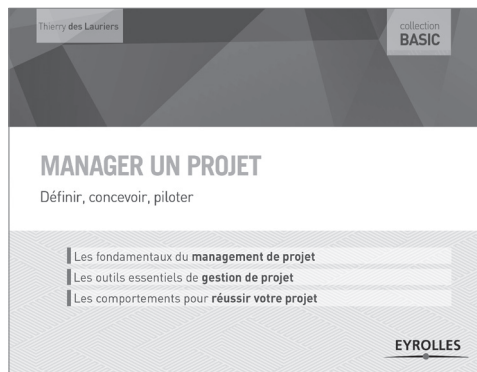 Thierry des Lauriers
collection
BASIC
MANAGER UN PROJET
Définir, concevoir, piloter
Les fondamentaux du management de projet
Les outils essentiels de gestion de projet
Les comportements pour réussir votre projet
EYROLLES